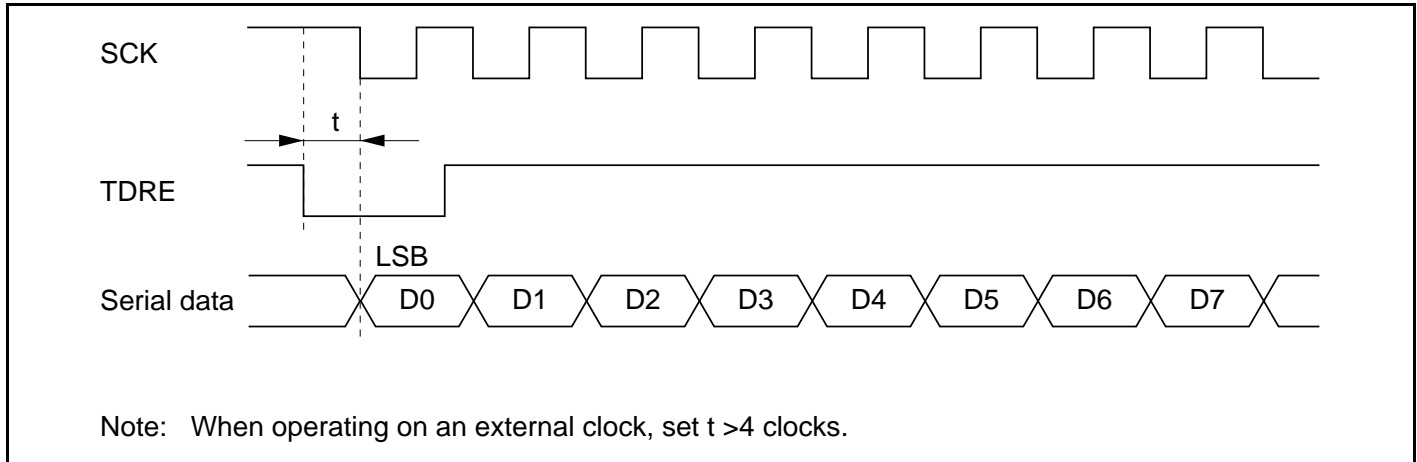 SCK
t
TDRE
LSB
Serial data D0 D1 D2 D3 D4 D5 D6 D7
Note: When operating on an external clock, set t >4 clocks.